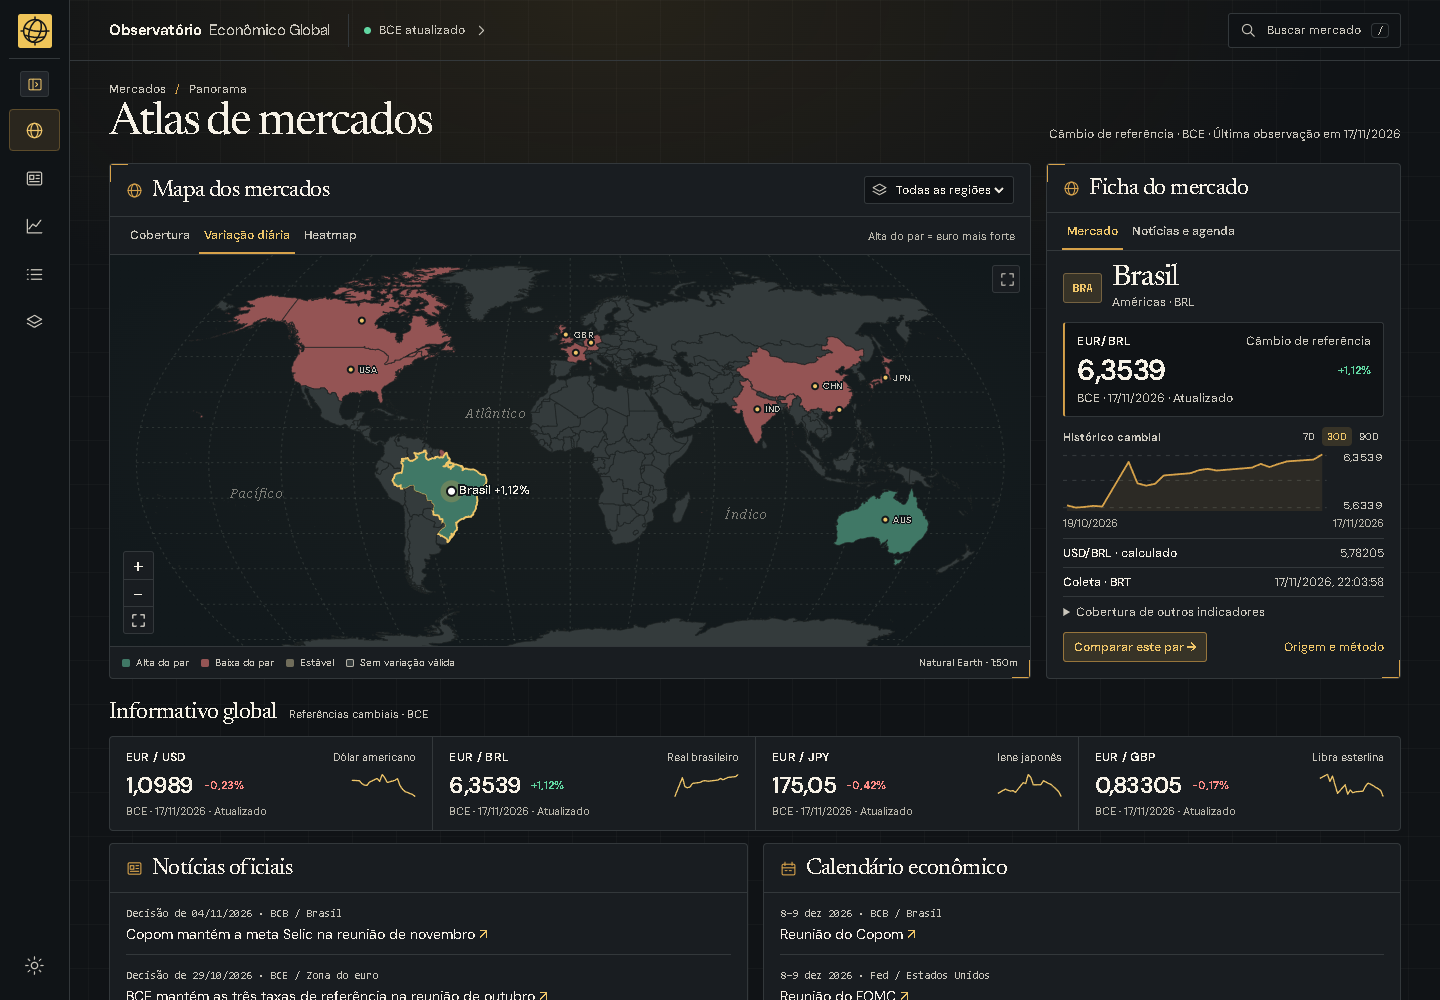 Observatório Econômico Global
BCE atualizado
Buscar mercado /
Mercados / Panorama
Atlas de mercados
Câmbio de referência · BCE · Última observação em 17/11/2026
Mapa dos mercados
Todas as regiões
Cobertura Variação diária Heatmap
Alta do par = euro mais forte
GBR
USA
CHN
JPN
IND
Atlântico
Brasil +1,12%
Pacífico
Índico
AUS
+
−
Alta do par Baixa do par Estável Sem variação válida
Natural Earth · 1:50m
Ficha do mercado
Mercado Notícias e agenda
BRA
Brasil
Américas · BRL
EUR/BRL Câmbio de referência
6,3539 +1,12%
BCE · 17/11/2026 · Atualizado
Histórico cambial 7D 30D 90D
6,3539
5,6339
19/10/2026 17/11/2026
USD/BRL · calculado 5,78205
Coleta · BRT 17/11/2026, 22:03:58
Cobertura de outros indicadores
Comparar este par → Origem e método
Informativo global Referências cambiais · BCE
EUR / USD Dólar americano
1,0989 -0,23%
BCE · 17/11/2026 · Atualizado
EUR / BRL Real brasileiro
6,3539 +1,12%
BCE · 17/11/2026 · Atualizado
EUR / JPY Iene japonês
175,05 -0,42%
BCE · 17/11/2026 · Atualizado
EUR / GBP Libra esterlina
0,83305 -0,17%
BCE · 17/11/2026 · Atualizado
Notícias oficiais
Decisão de 04/11/2026 · BCB / Brasil
Copom mantém a meta Selic na reunião de novembro ↗
Decisão de 29/10/2026 · BCE / Zona do euro
BCE mantém as três taxas de referência na reunião de outubro ↗
Calendário econômico
8–9 dez 2026 · BCB / Brasil
Reunião do Copom ↗
8–9 dez 2026 · Fed / Estados Unidos
Reunião do FOMC ↗